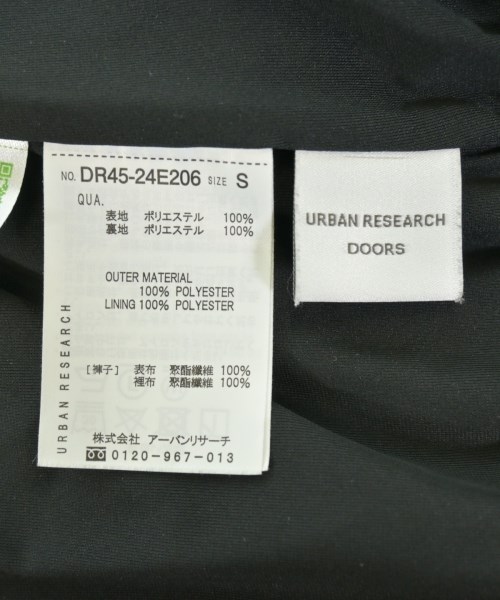 NO. DR45-24E206 SIZE S
QUA.
表地 ポリエステル 100%
裏地 ポリエステル 100%
OUTER MATERIAL
100% POLYESTER
LINING 100% POLYESTER
[褲子] 表布 聚酯纖維 100%
裡布 聚酯纖維 100%
株式会社 アーバンリサーチ
0120-967-013
URBAN RESEARCH
URBAN RESEARCH
DOORS